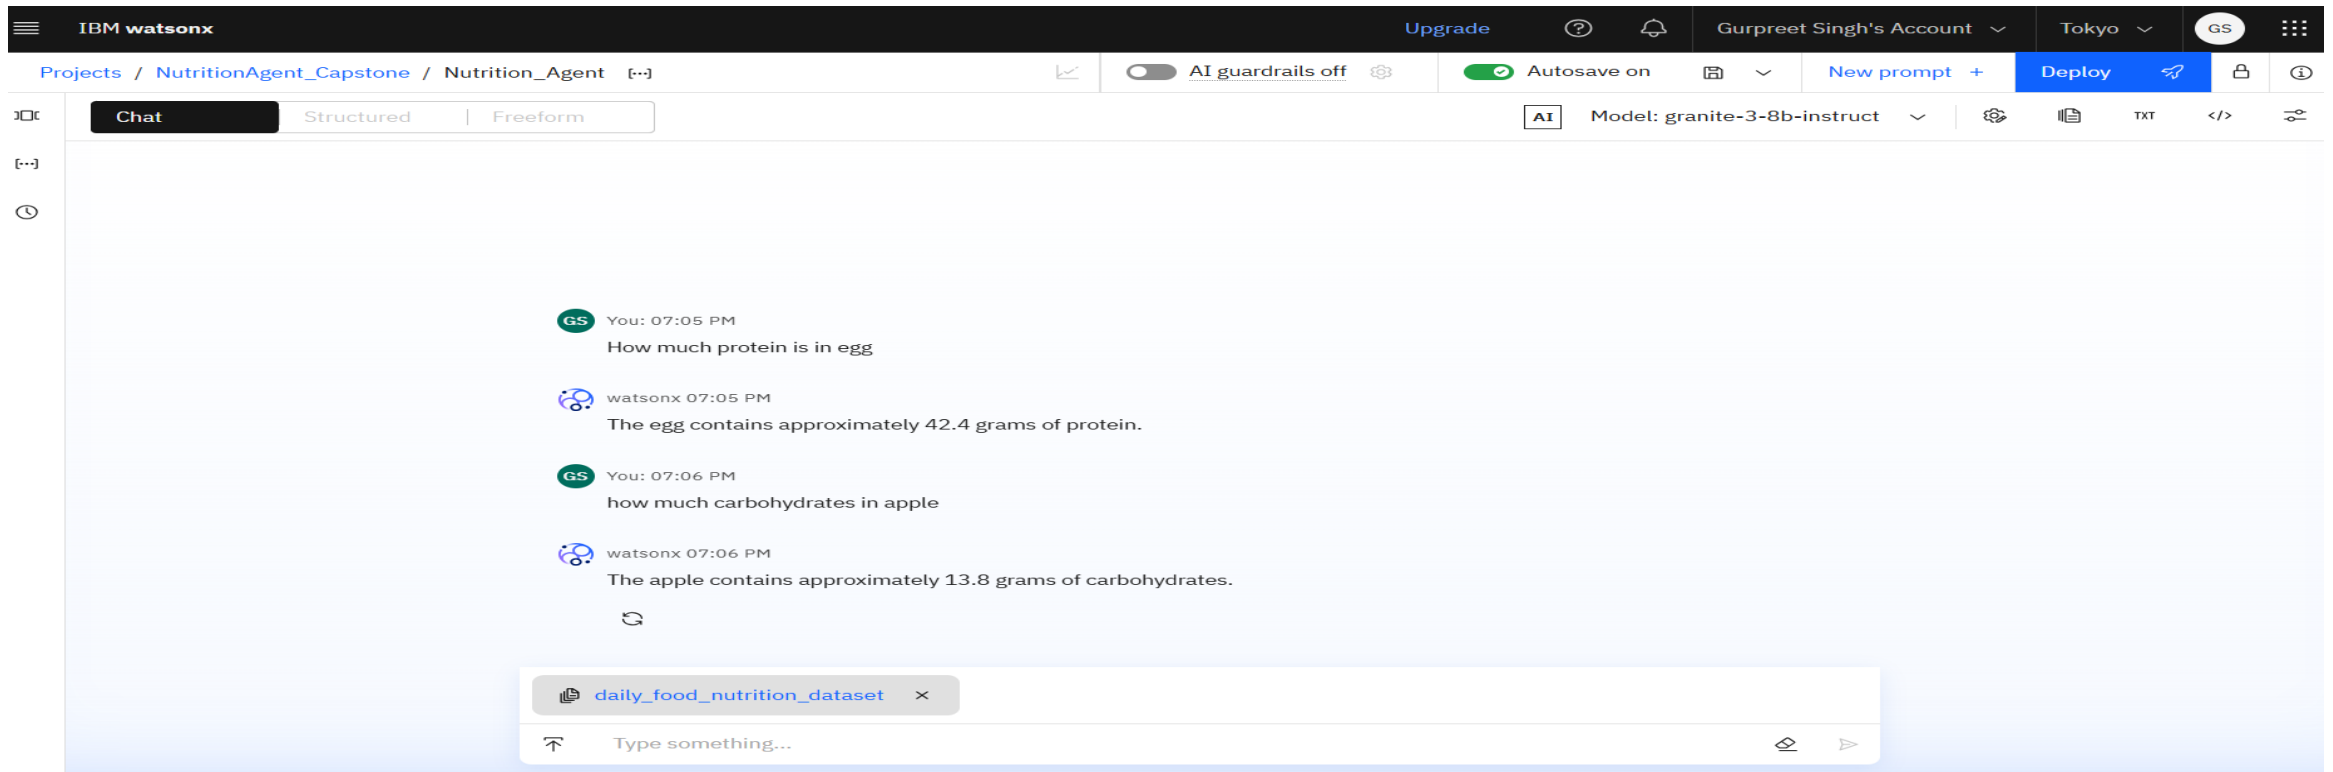 IBM watsonx
Upgrade
Gurpreet Singh's Account
Tokyo
GS
Projects / NutritionAgent_Capstone / Nutrition_Agent
AI guardrails off
Autosave on
New prompt +
Deploy
Chat
Structured
Freeform
AI
Model: granite-3-8b-instruct
TXT
</>
GS You: 07:05 PM
How much protein is in egg
watsonx 07:05 PM
The egg contains approximately 42.4 grams of protein.
GS You: 07:06 PM
how much carbohydrates in apple
watsonx 07:06 PM
The apple contains approximately 13.8 grams of carbohydrates.
daily_food_nutrition_dataset
Type something...